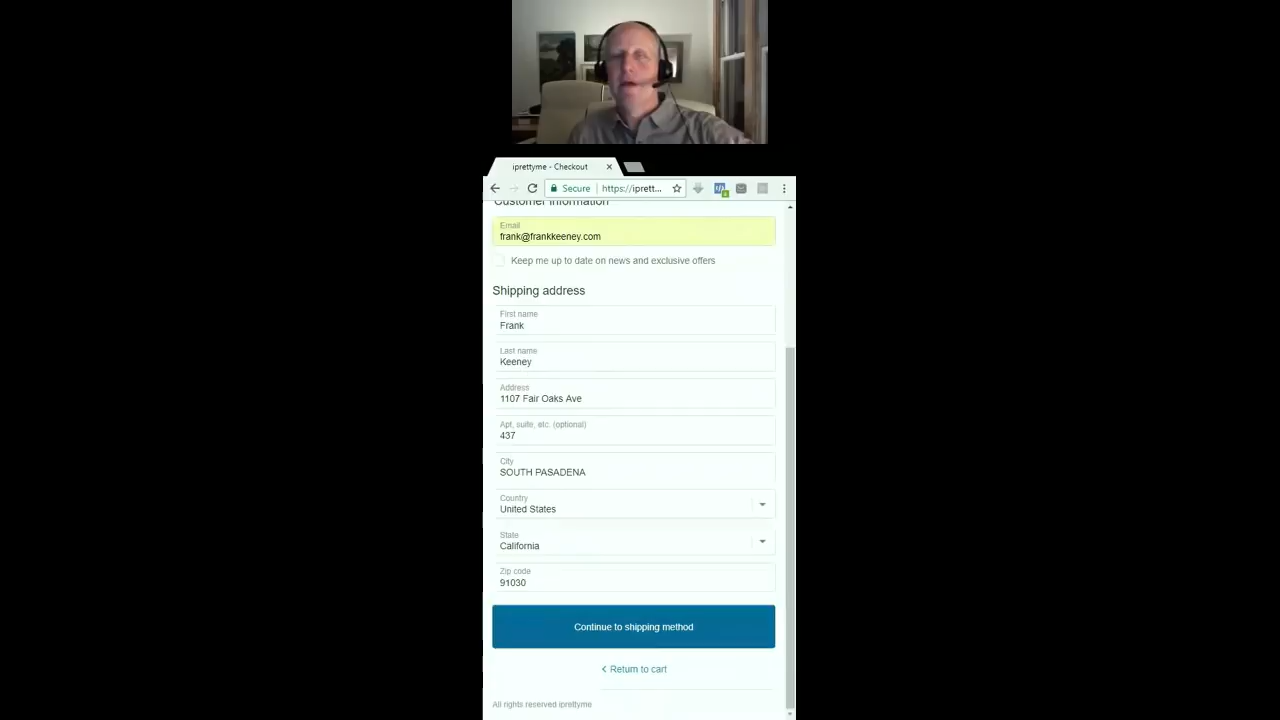 iprettyme - Checkout
Secure https://iprett...
Customer information
Email
frank@frankkeeney.com
Keep me up to date on news and exclusive offers
Shipping address
First name
Frank
Last name
Keeney
Address
1107 Fair Oaks Ave
Apt, suite, etc. (optional)
437
City
SOUTH PASADENA
Country
United States
State
California
Zip code
91030
Continue to shipping method
Return to cart
All rights reserved iprettyme